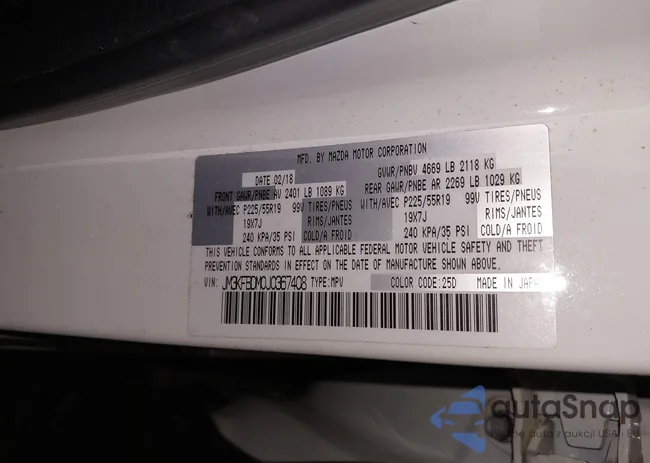 MFD. BY MAZDA MOTOR CORPORATION
DATE 02/18 GVWR/PNBV 4669 LB 2118 KG
FRONT GAWR/PNBE AV 2401 LB 1089 KG REAR GAWR/PNBE AR 2269 LB 1029 KG
WITH/AVEC P225/55R19 99V TIRES/PNEUS WITH/AVEC P225/55R19 99V TIRES/PNEUS
19X7J RIMS/JANTES 19X7J RIMS/JANTES
240 KPA/35 PSI COLD/A FROID 240 KPA/35 PSI COLD/A FROID
THIS VEHICLE CONFORMS TO ALL APPLICABLE FEDERAL MOTOR VEHICLE SAFETY AND THEFT
PREVENTION STANDARDS IN EFFECT ON THE DATE OF MANUFACTURE SHOWN ABOVE.
VIN: JM3KFBDM0J0367408 TYPE:MPV COLOR CODE:25D MADE IN JAPAN
autaSnap
auta z aukcji USA i EU